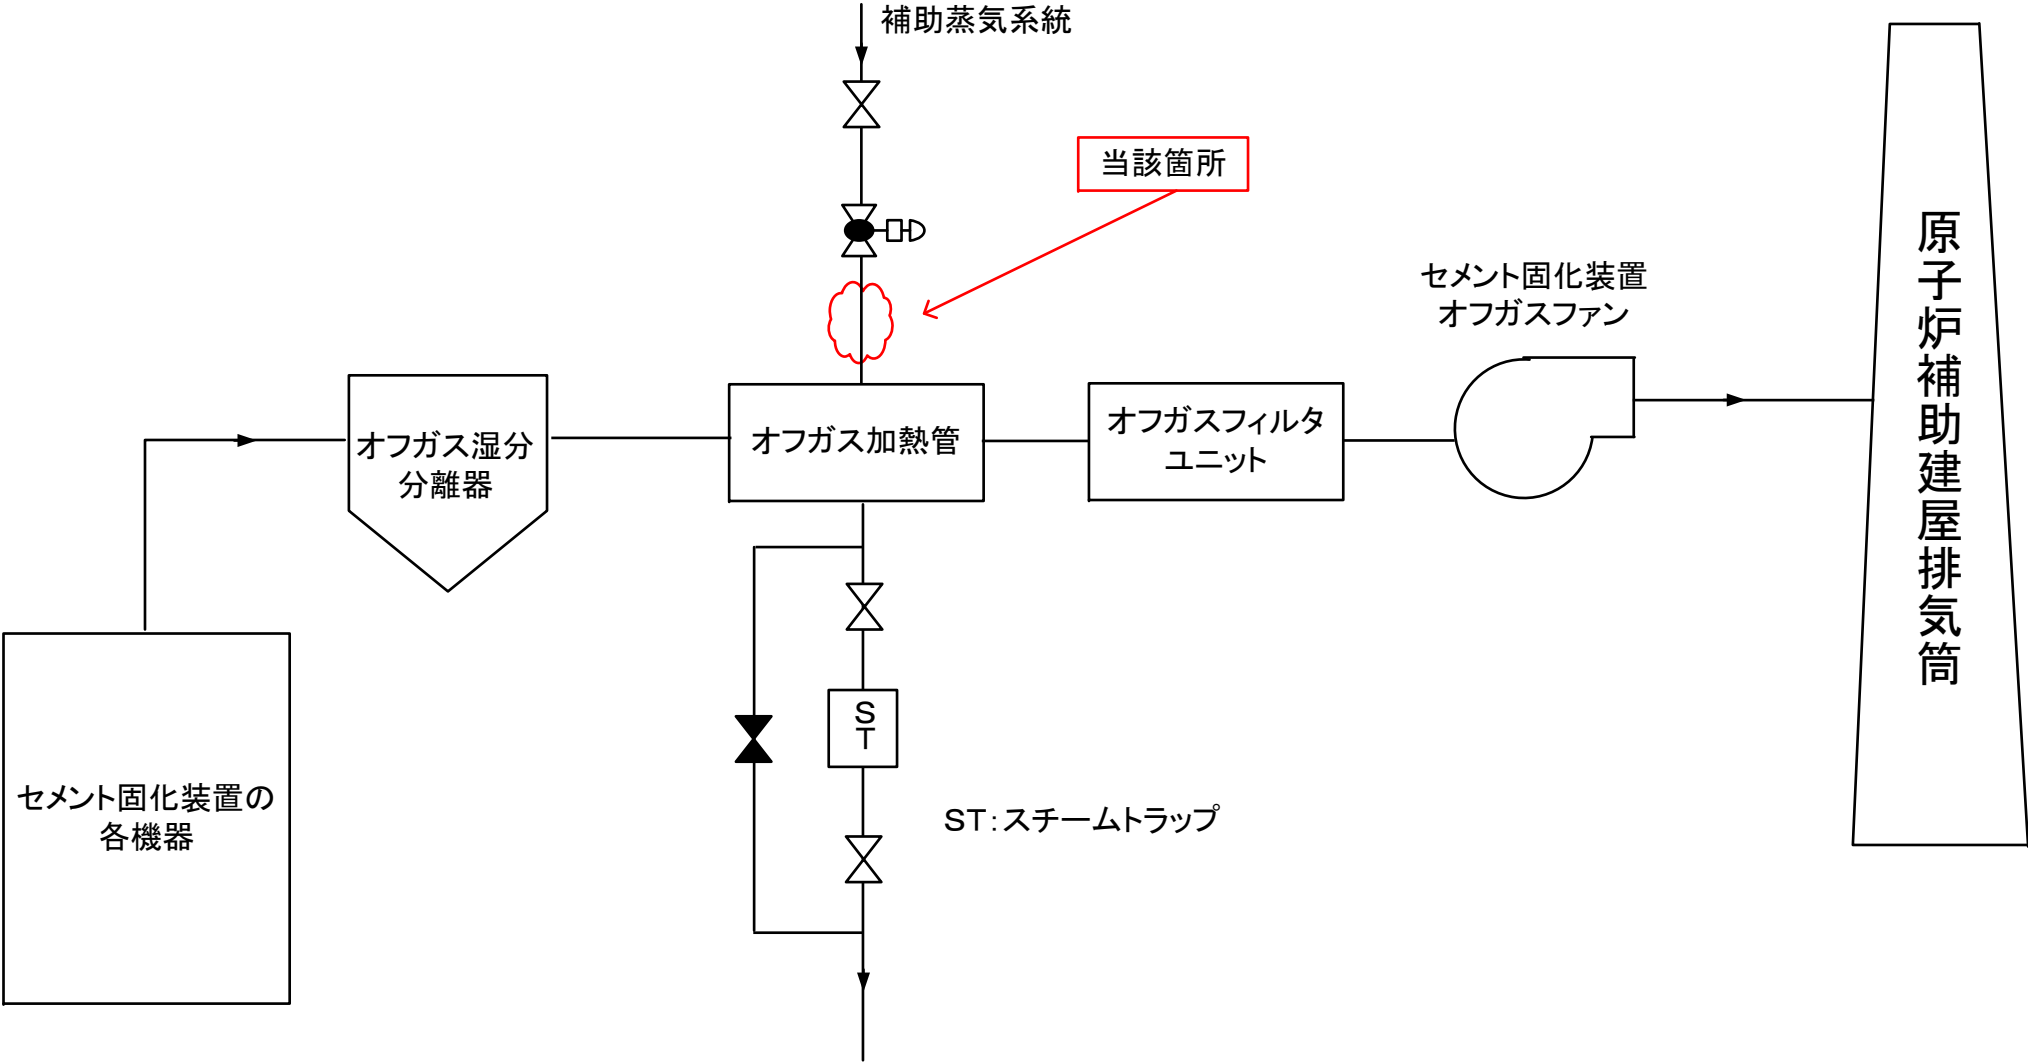 補助蒸気系統
当該箇所
セメント固化装置
オフガスファン
原子炉補助建屋排気筒
オフガス湿分
分離器
オフガス加熱管
オフガスフィルタ
ユニット
S
T
セメント固化装置の
各機器
ST:スチームトラップ